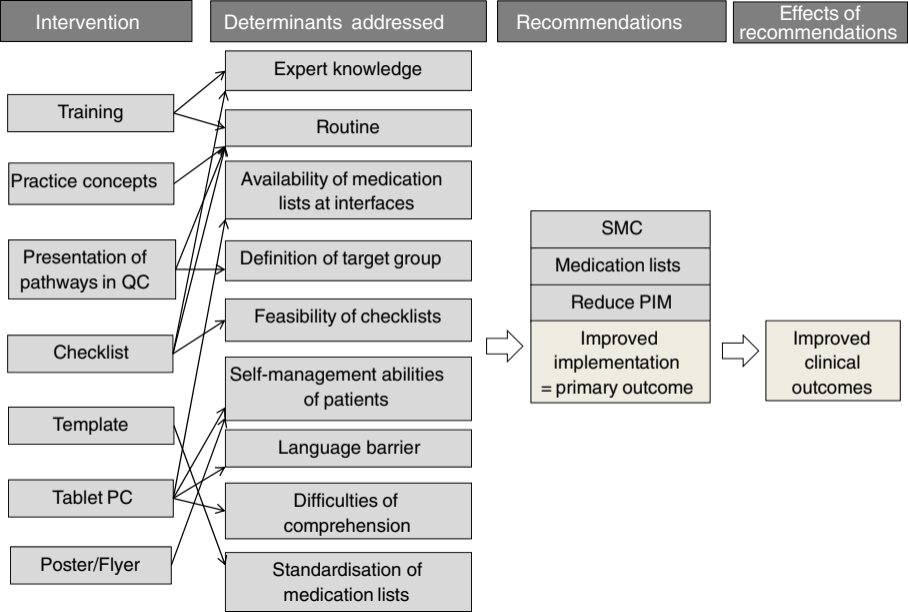 Intervention
Determinants addressed
Recommendations
Effects of
recommendations
Training
Practice concepts
Presentation of
pathways in QC
Checklist
Template
Tablet PC
Poster/Flyer
Expert knowledge
Routine
Availability of medication
lists at interfaces
Definition of target group
Feasibility of checklists
Self-management abilities
of patients
Language barrier
Difficulties of
comprehension
Standardisation of
medication lists
SMC
Medication lists
Reduce PIM
Improved
implementation
= primary outcome
Improved
clinical
outcomes